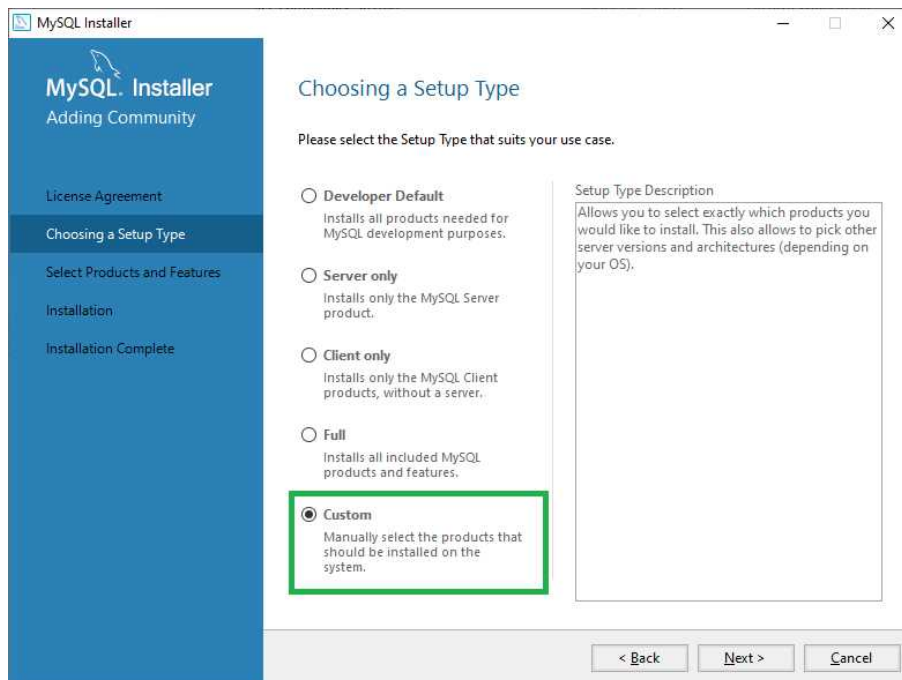 MySQL Installer
MySQL. Installer
Adding Community
License Agreement
Choosing a Setup Type
Select Products and Features
Installation
Installation Complete
Choosing a Setup Type
Please select the Setup Type that suits your use case.
Developer Default
Installs all products needed for
MySQL development purposes.
Server only
Installs only the MySQL Server
product.
Client only
Installs only the MySQL Client
products, without a server.
Full
Installs all included MySQL
products and features.
Custom
Manually select the products that
should be installed on the
system.
Setup Type Description
Allows you to select exactly which products you
would like to install. This also allows to pick other
server versions and architectures (depending on
your OS).
< Back
Next >
Cancel